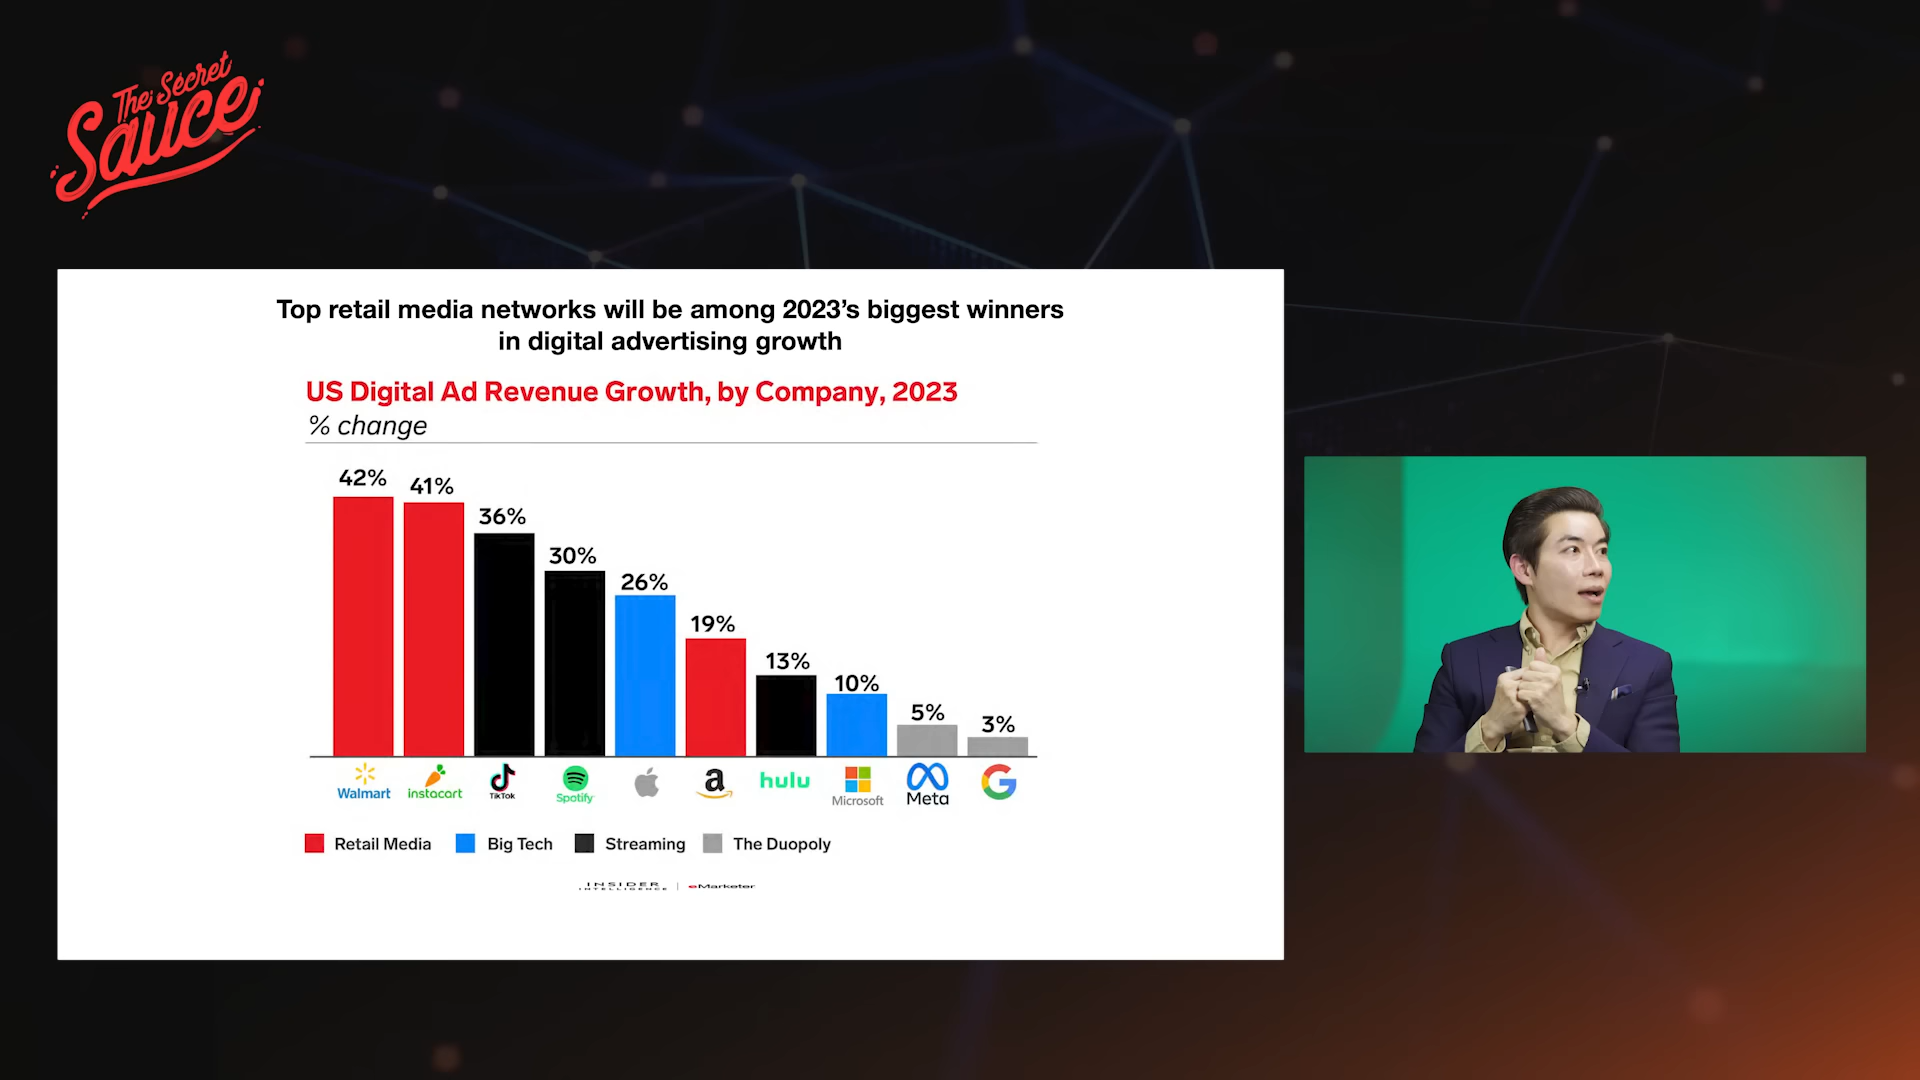 The Secret
Sauce
Top retail media networks will be among 2023’s biggest winners
in digital advertising growth
US Digital Ad Revenue Growth, by Company, 2023
% change
42%
41%
36%
30%
26%
19%
13%
10%
5%
3%
Walmart
instacart
TikTok
Spotify
a
hulu
Microsoft
Meta
G
Retail Media
Big Tech
Streaming
The Duopoly
INSIDER
INTELLIGENCE
eMarketer